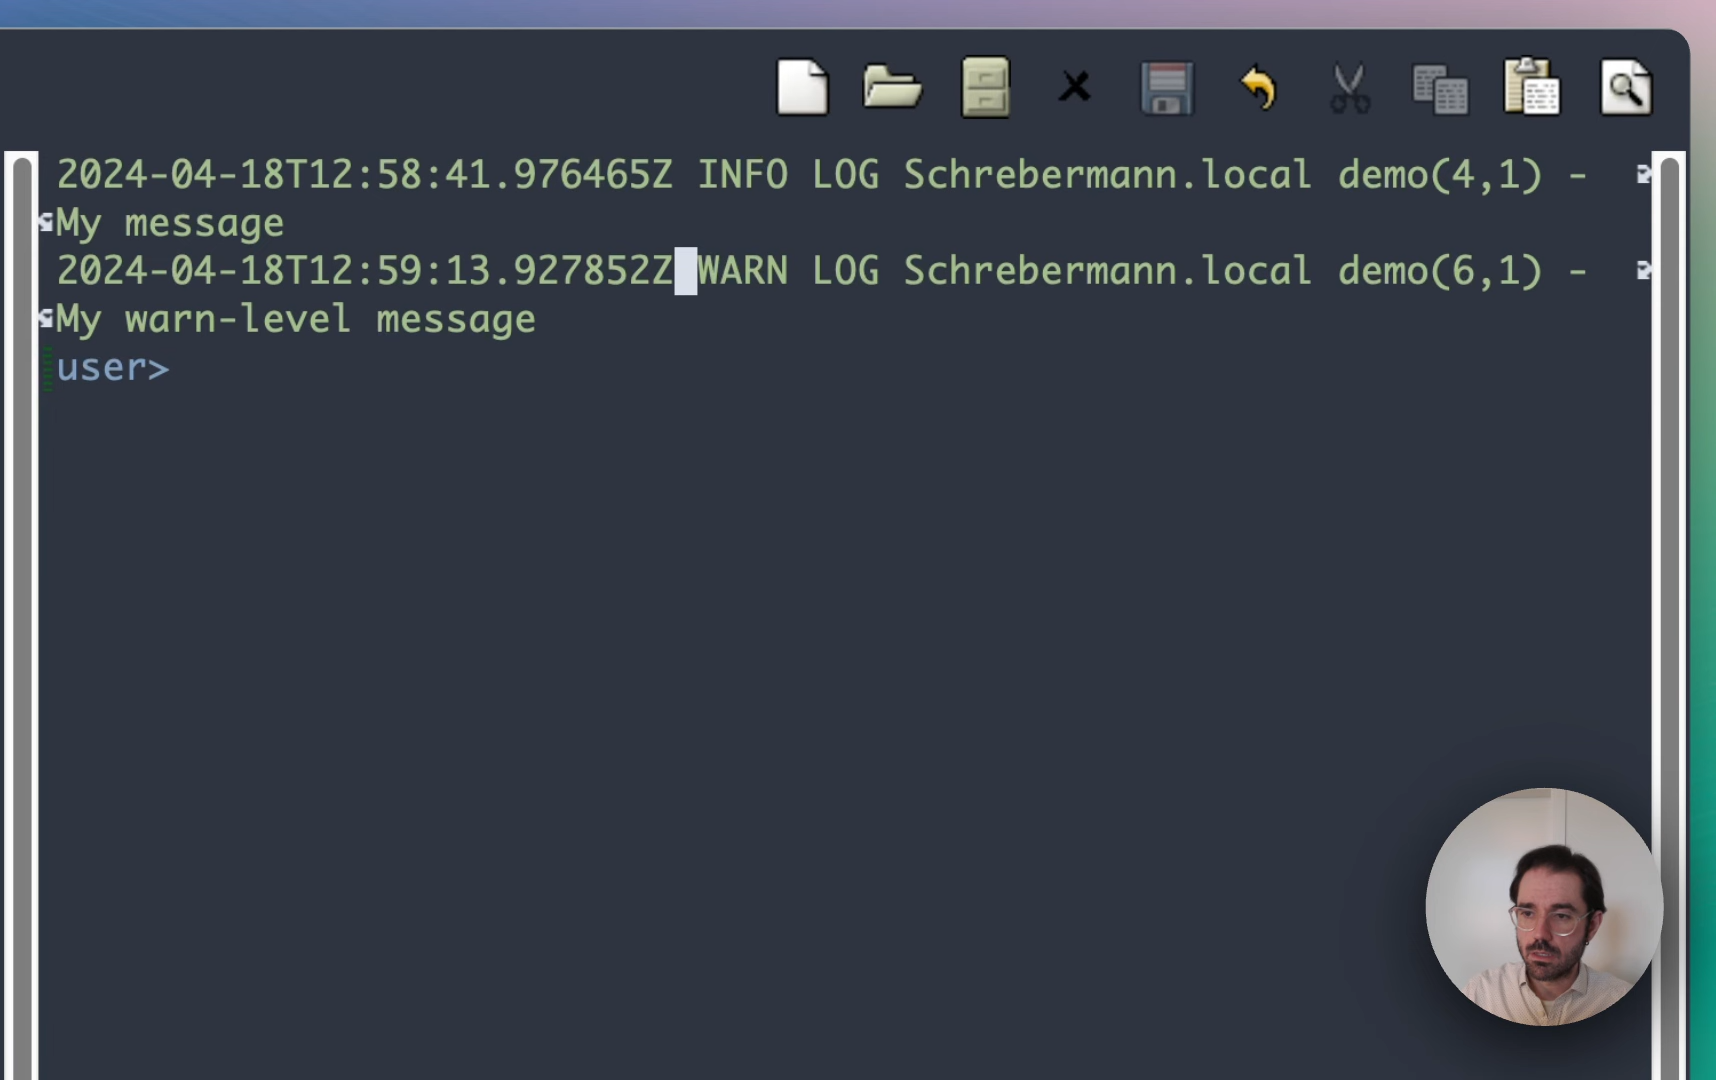 2024-04-18T12:58:41.976465Z INFO LOG Schrebermann.local demo(4,1) -
My message
2024-04-18T12:59:13.927852Z WARN LOG Schrebermann.local demo(6,1) -
My warn-level message
user>